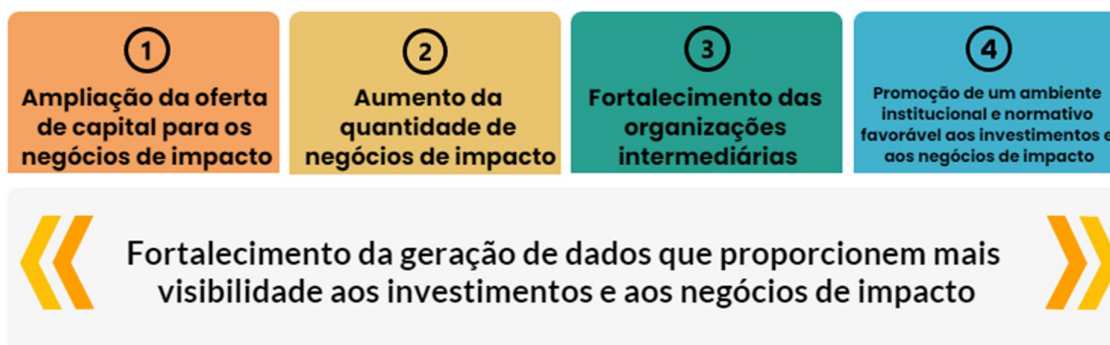 1
Ampliação da oferta
de capital para os
negócios de impacto
2
Aumento da
quantidade de
negócios de impacto
3
Fortalecimento das
organizações
intermediárias
4
Promoção de um ambiente
institucional e normativo
favorável aos investimentos e
aos negócios de impacto
Fortalecimento da geração de dados que proporcionem mais
visibilidade aos investimentos e aos negócios de impacto